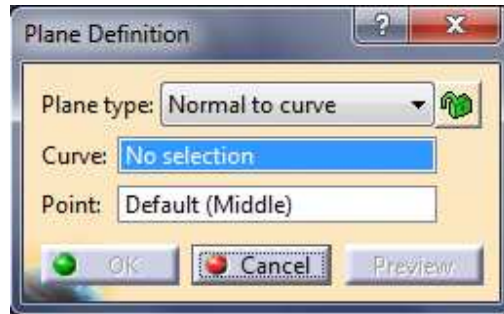 Plane Definition
?
X
Plane type: Normal to curve
Curve: No selection
Point: Default (Middle)
OK Cancel Preview